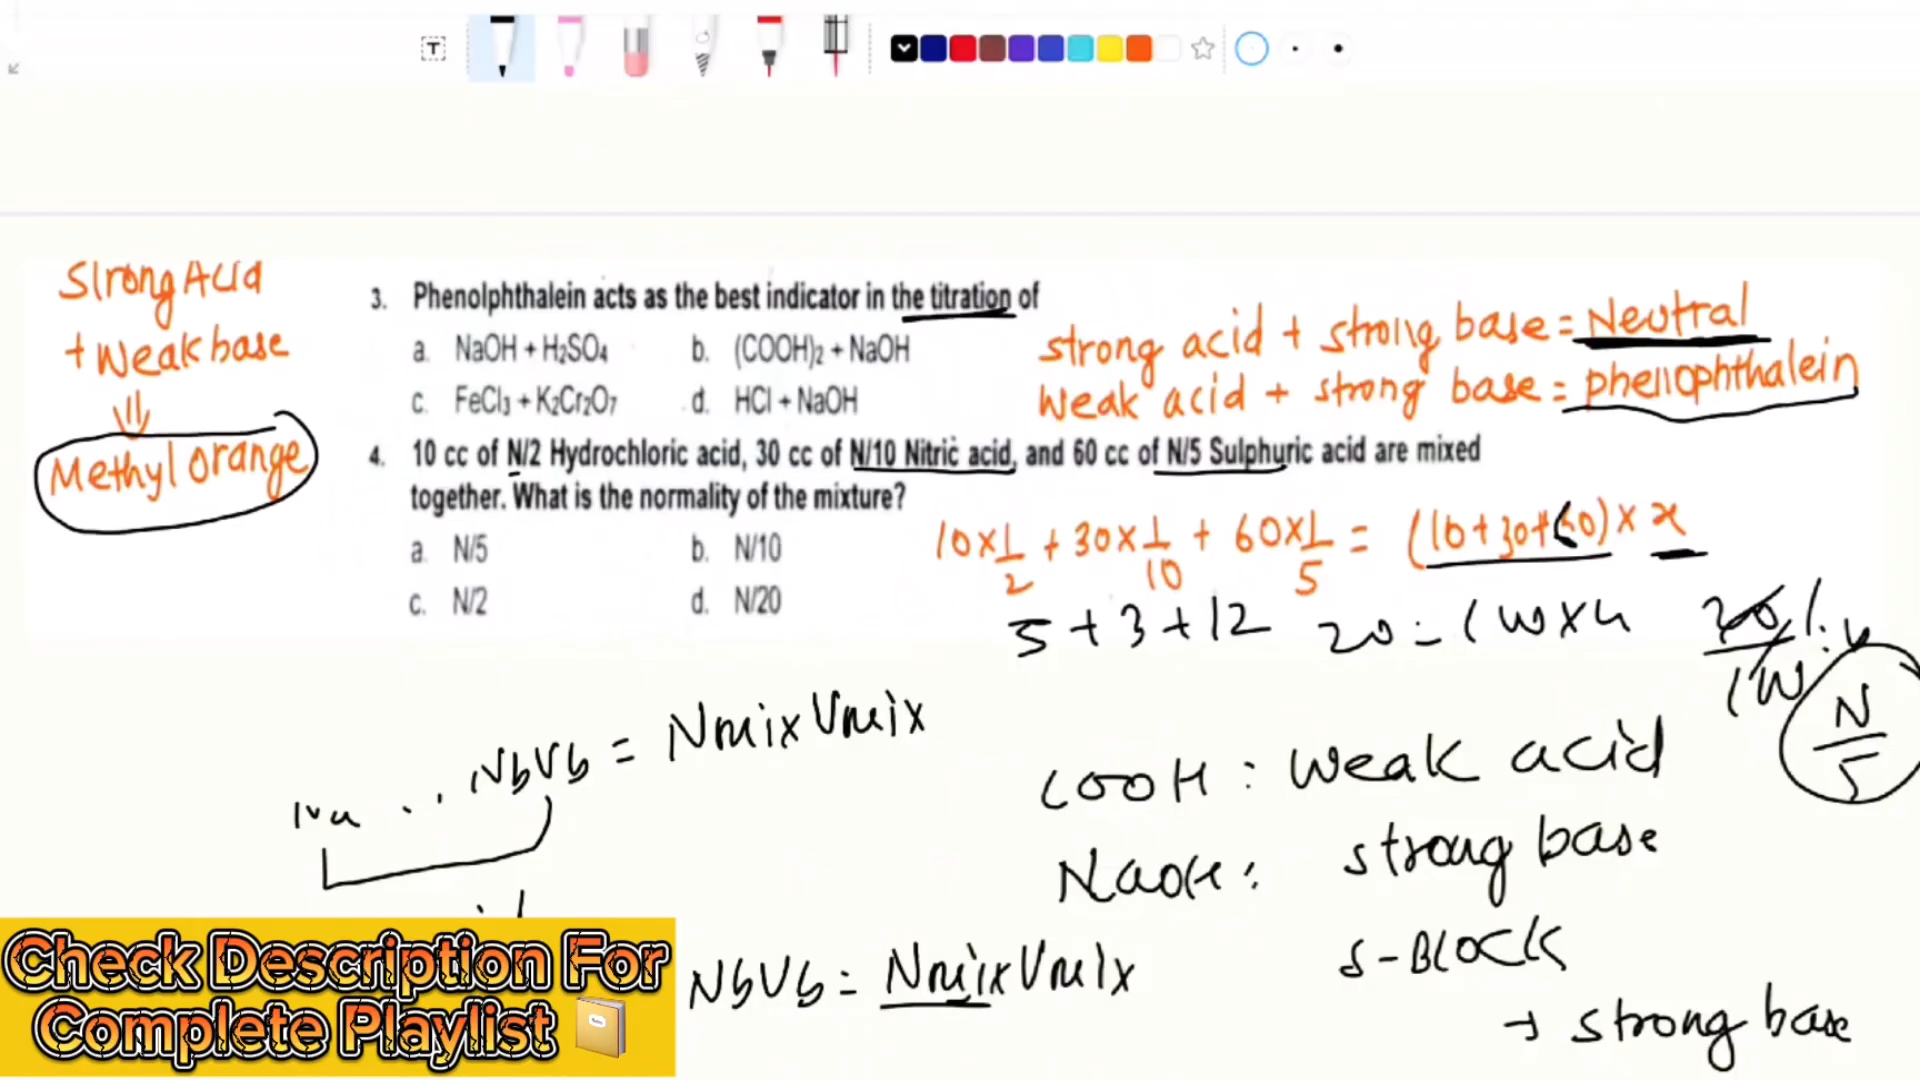 T
Strong Acid
+ Weak base
Methyl orange
3. Phenolphthalein acts as the best indicator in the titration of
a. NaOH + H₂SO₄ b. (COOH)₂ + NaOH
c. FeCl₃ + K₂Cr₂O₇ d. HCl + NaOH
strong acid + strong base = Neutral
Weak acid + strong base = phenophthalein
4. 10 cc of N/2 Hydrochloric acid, 30 cc of N/10 Nitric acid, and 60 cc of N/5 Sulphuric acid are mixed
together. What is the normality of the mixture?
a. N/5 b. N/10
c. N/2 d. N/20
10 × 1/2 + 30 × 1/10 + 60 × 1/5 = (10+30+60) × x
5 + 3 + 12 20 = 100 × x
N/5
NbVb = Nmix Vmix
COOH : weak acid
NaOH : strong base
S-Block
→ strong base
NbVb = Nmix Vmix
Check Description For
Complete Playlist